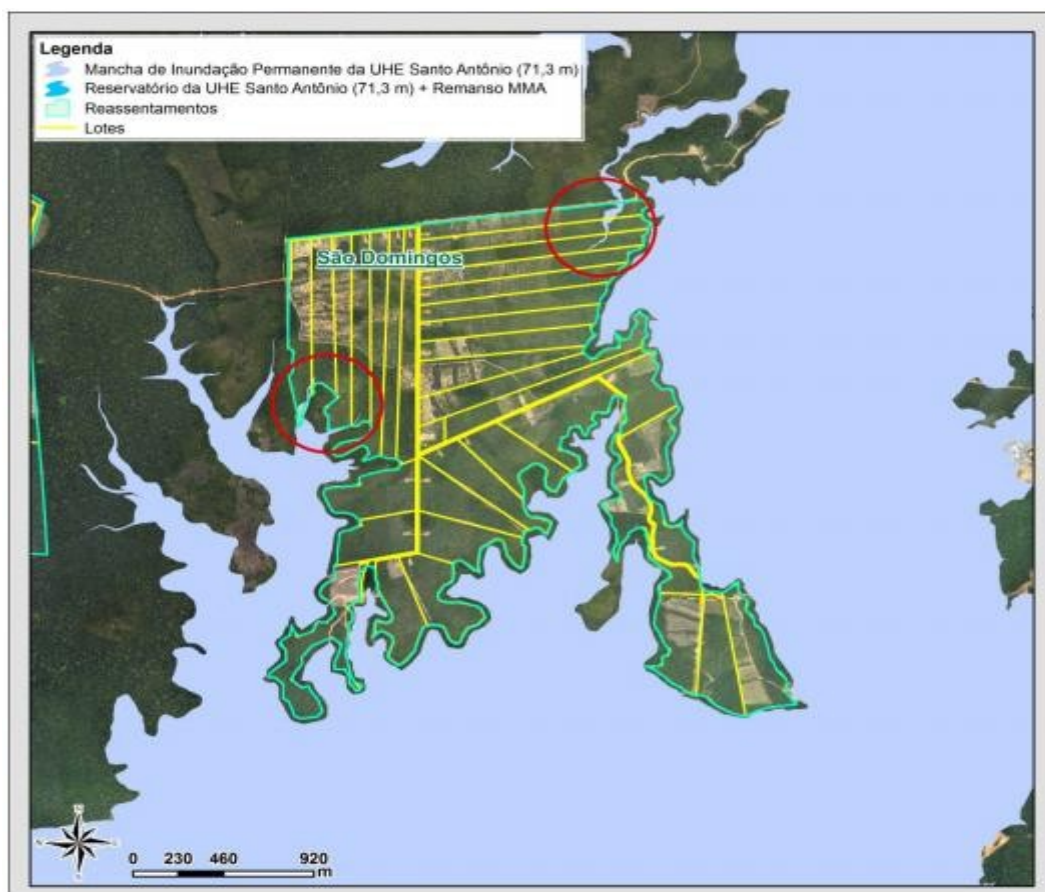 Legenda
Mancha de Inundação Permanente da UHE Santo Antônio (71,3 m)
Reservatório da UHE Santo Antônio (71,3 m) + Remanso MMA
Reassentamentos
Lotes
São Domingos
N
0 230 460 920
m